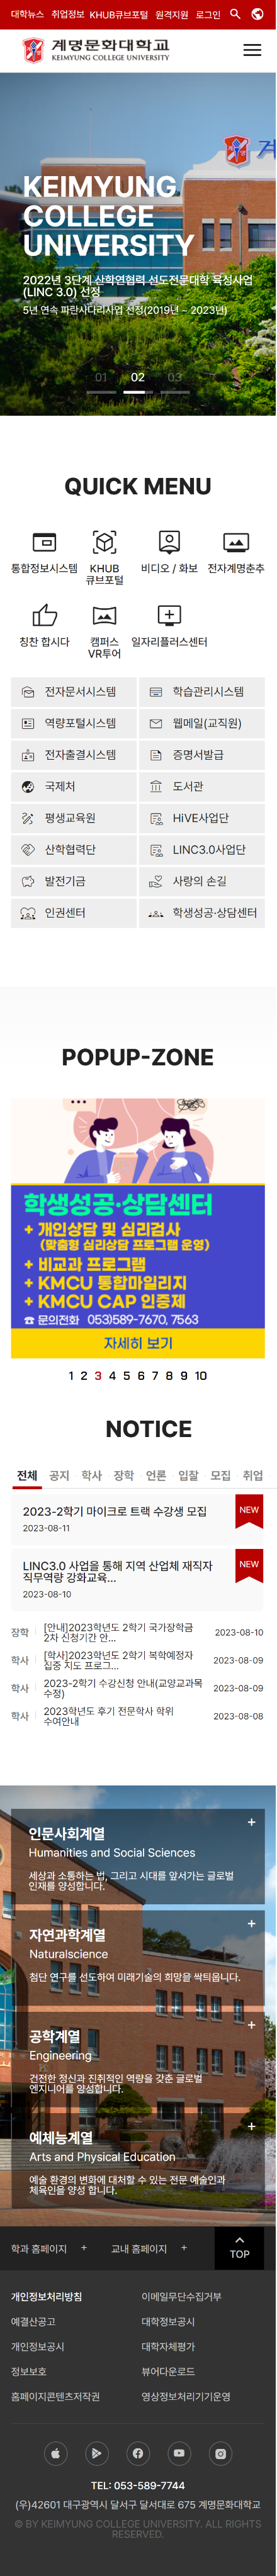 대학뉴스 취업정보 KHUB큐브포털 원격지원 로그인
계명문화대학교
KEIMYUNG COLLEGE UNIVERSITY
KEIMYUNG
COLLEGE
UNIVERSITY
2022년 3단계 산학연협력 선도전문대학 육성사업
(LINC 3.0) 선정
5년 연속 파란사다리사업 선정(2019년 ~ 2023년)
01 02 03
QUICK MENU
통합정보시스템
KHUB
큐브포털
비디오 / 화보
전자계명춘추
칭찬 합시다
캠퍼스
VR투어
일자리플러스센터
전자문서시스템
학습관리시스템
역량포털시스템
웹메일(교직원)
전자출결시스템
증명서발급
국제처
도서관
평생교육원
HiVE사업단
산학협력단
LINC3.0사업단
발전기금
사랑의 손길
인권센터
학생성공·상담센터
POPUP-ZONE
학생성공·상담센터
+ 개인상담 및 심리검사
(맞춤형 심리상담 프로그램 운영)
+ 비교과 프로그램
+ KMCU 통합마일리지
+ KMCU CAP 인증제
☎ 문의전화 053)589-7670, 7563
자세히 보기
1 2 3 4 5 6 7 8 9 10
NOTICE
전체 공지 학사 장학 언론 입찰 모집 취업
2023-2학기 마이크로 트랙 수강생 모집
2023-08-11
NEW
LINC3.0 사업을 통해 지역 산업체 재직자
직무역량 강화교육...
2023-08-10
NEW
장학 [안내]2023학년도 2학기 국가장학금
2차 신청기간 안... 2023-08-10
학사 [학사]2023학년도 2학기 복학예정자
집중 지도 프로그... 2023-08-09
학사 2023-2학기 수강신청 안내(교양교과목
수정) 2023-08-09
학사 2023학년도 후기 전문학사 학위
수여안내 2023-08-08
인문사회계열 +
Humanities and Social Sciences
세상과 소통하는 법, 그리고 시대를 앞서가는 글로벌
인재를 양성합니다.
자연과학계열 +
Naturalscience
첨단 연구를 선도하여 미래기술의 희망을 싹틔웁니다.
공학계열 +
Engineering
건전한 정신과 진취적인 역량을 갖춘 글로벌
엔지니어를 양성합니다.
예체능계열 +
Arts and Physical Education
예술 환경의 변화에 대처할 수 있는 전문 예술인과
체육인을 양성 합니다.
학과 홈페이지 + 교내 홈페이지 +
TOP
개인정보처리방침
이메일무단수집거부
예결산공고
대학정보공시
개인정보공시
대학자체평가
정보보호
뷰어다운로드
홈페이지콘텐츠저작권
영상정보처리기기운영
TEL: 053-589-7744
(우)42601 대구광역시 달서구 달서대로 675 계명문화대학교
© BY KEIMYUNG COLLEGE UNIVERSITY. ALL RIGHTS
RESERVED.